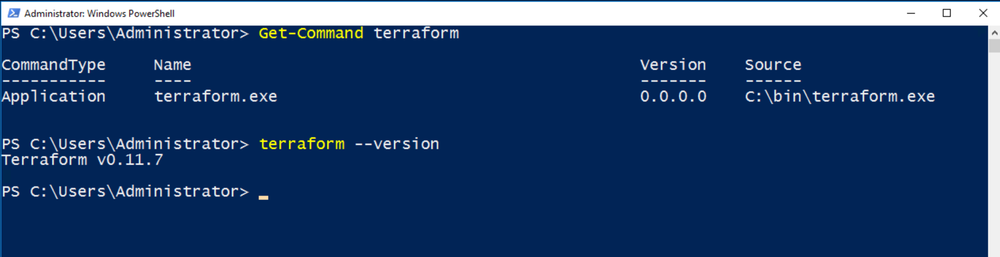 Administrator: Windows PowerShell
PS C:\Users\Administrator> Get-Command terraform
CommandType     Name                                               Version    Source
-----------     ----                                               -------    ------
Application     terraform.exe                                      0.0.0.0    C:\bin\terraform.exe
PS C:\Users\Administrator> terraform --version
Terraform v0.11.7
PS C:\Users\Administrator>